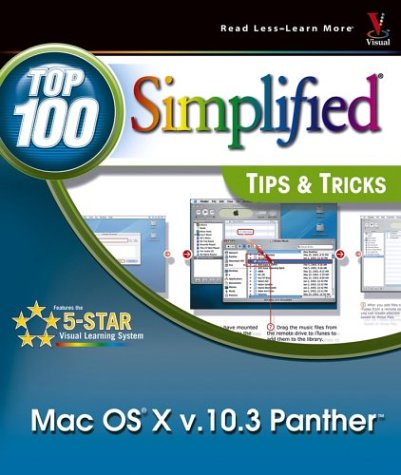 Read Less–Learn More®
Visual
TOP
100
Simplified®
TIPS & TRICKS
Features the
5-STAR
Visual Learning System
have mounted
Drag the music files from
the remote drive to iTunes to
add them to the library.
Mac OS® X v.10.3 Panther™